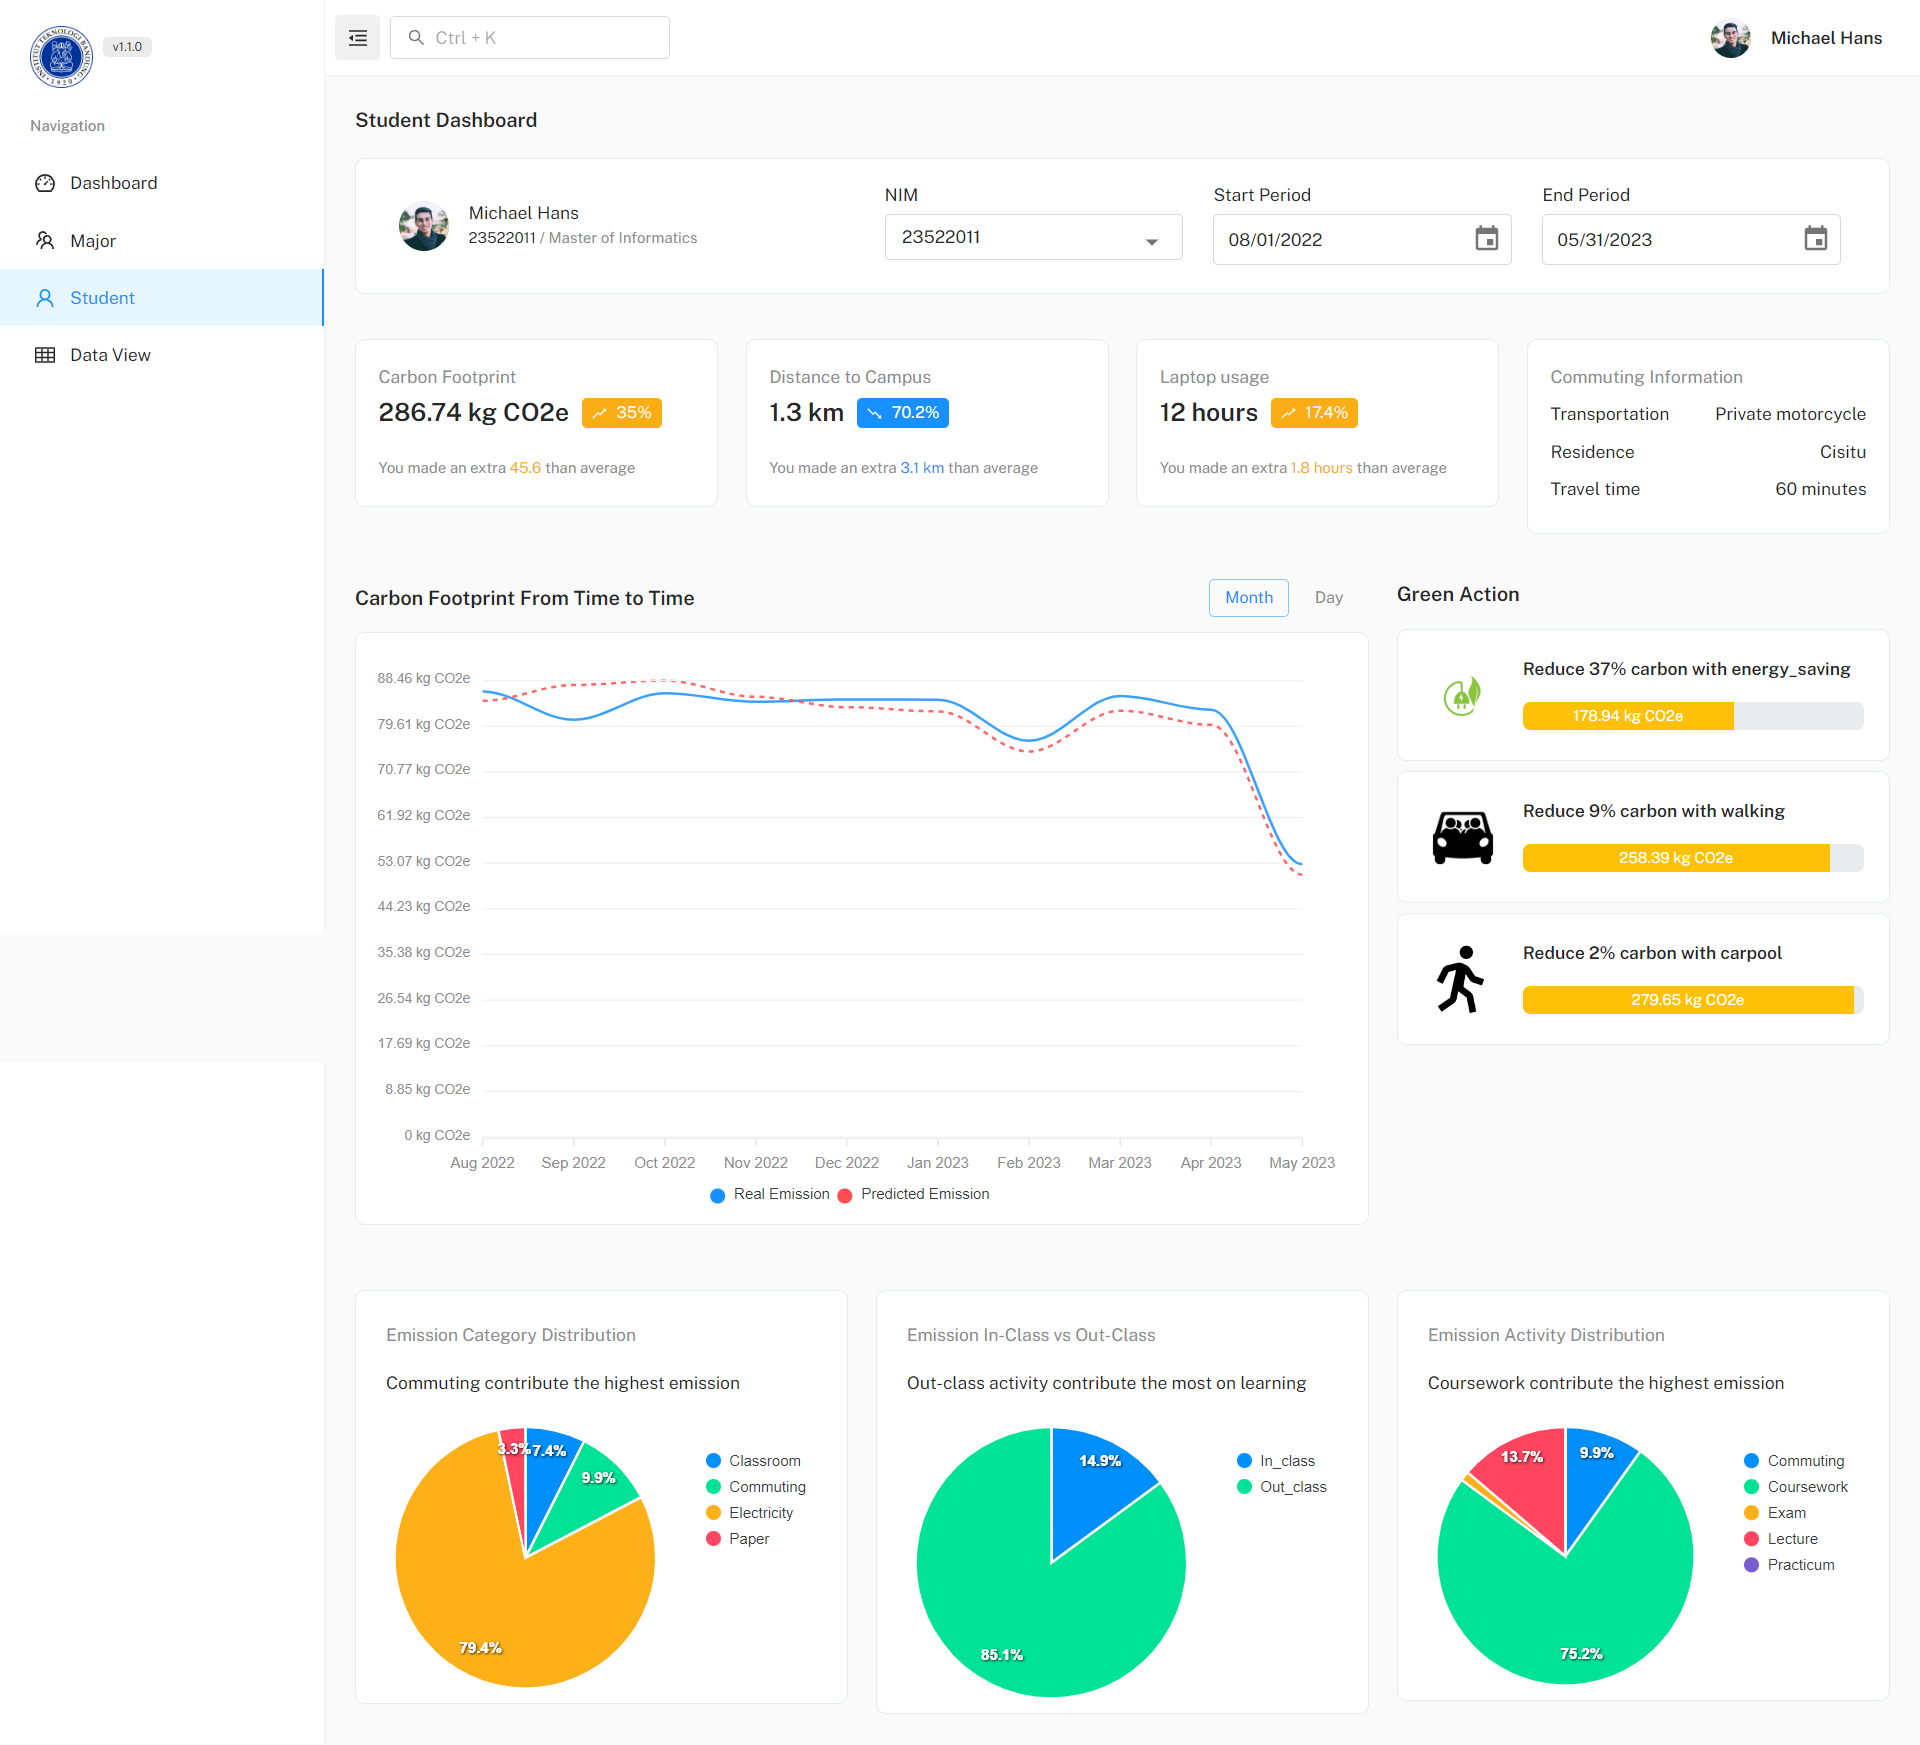 INSTITUT TEKNOLOGI BANDUNG
· 1920 ·
v1.1.0
Ctrl + K
Michael Hans
Navigation
Dashboard
Major
Student
Data View
Student Dashboard
Michael Hans
23522011 / Master of Informatics
NIM
23522011
Start Period
08/01/2022
End Period
05/31/2023
Carbon Footprint
286.74 kg CO2e 35%
You made an extra 45.6 than average
Distance to Campus
1.3 km 70.2%
You made an extra 3.1 km than average
Laptop usage
12 hours 17.4%
You made an extra 1.8 hours than average
Commuting Information
Transportation Private motorcycle
Residence Cisitu
Travel time 60 minutes
Carbon Footprint From Time to Time
Month Day
88.46 kg CO2e
79.61 kg CO2e
70.77 kg CO2e
61.92 kg CO2e
53.07 kg CO2e
44.23 kg CO2e
35.38 kg CO2e
26.54 kg CO2e
17.69 kg CO2e
8.85 kg CO2e
0 kg CO2e
Aug 2022 Sep 2022 Oct 2022 Nov 2022 Dec 2022 Jan 2023 Feb 2023 Mar 2023 Apr 2023 May 2023
Real Emission Predicted Emission
Green Action
Reduce 37% carbon with energy_saving
178.94 kg CO2e
Reduce 9% carbon with walking
258.39 kg CO2e
Reduce 2% carbon with carpool
279.65 kg CO2e
Emission Category Distribution
Commuting contribute the highest emission
3.3% 7.4%
9.9%
79.4%
Classroom
Commuting
Electricity
Paper
Emission In-Class vs Out-Class
Out-class activity contribute the most on learning
14.9%
85.1%
In_class
Out_class
Emission Activity Distribution
Coursework contribute the highest emission
13.7% 9.9%
75.2%
Commuting
Coursework
Exam
Lecture
Practicum